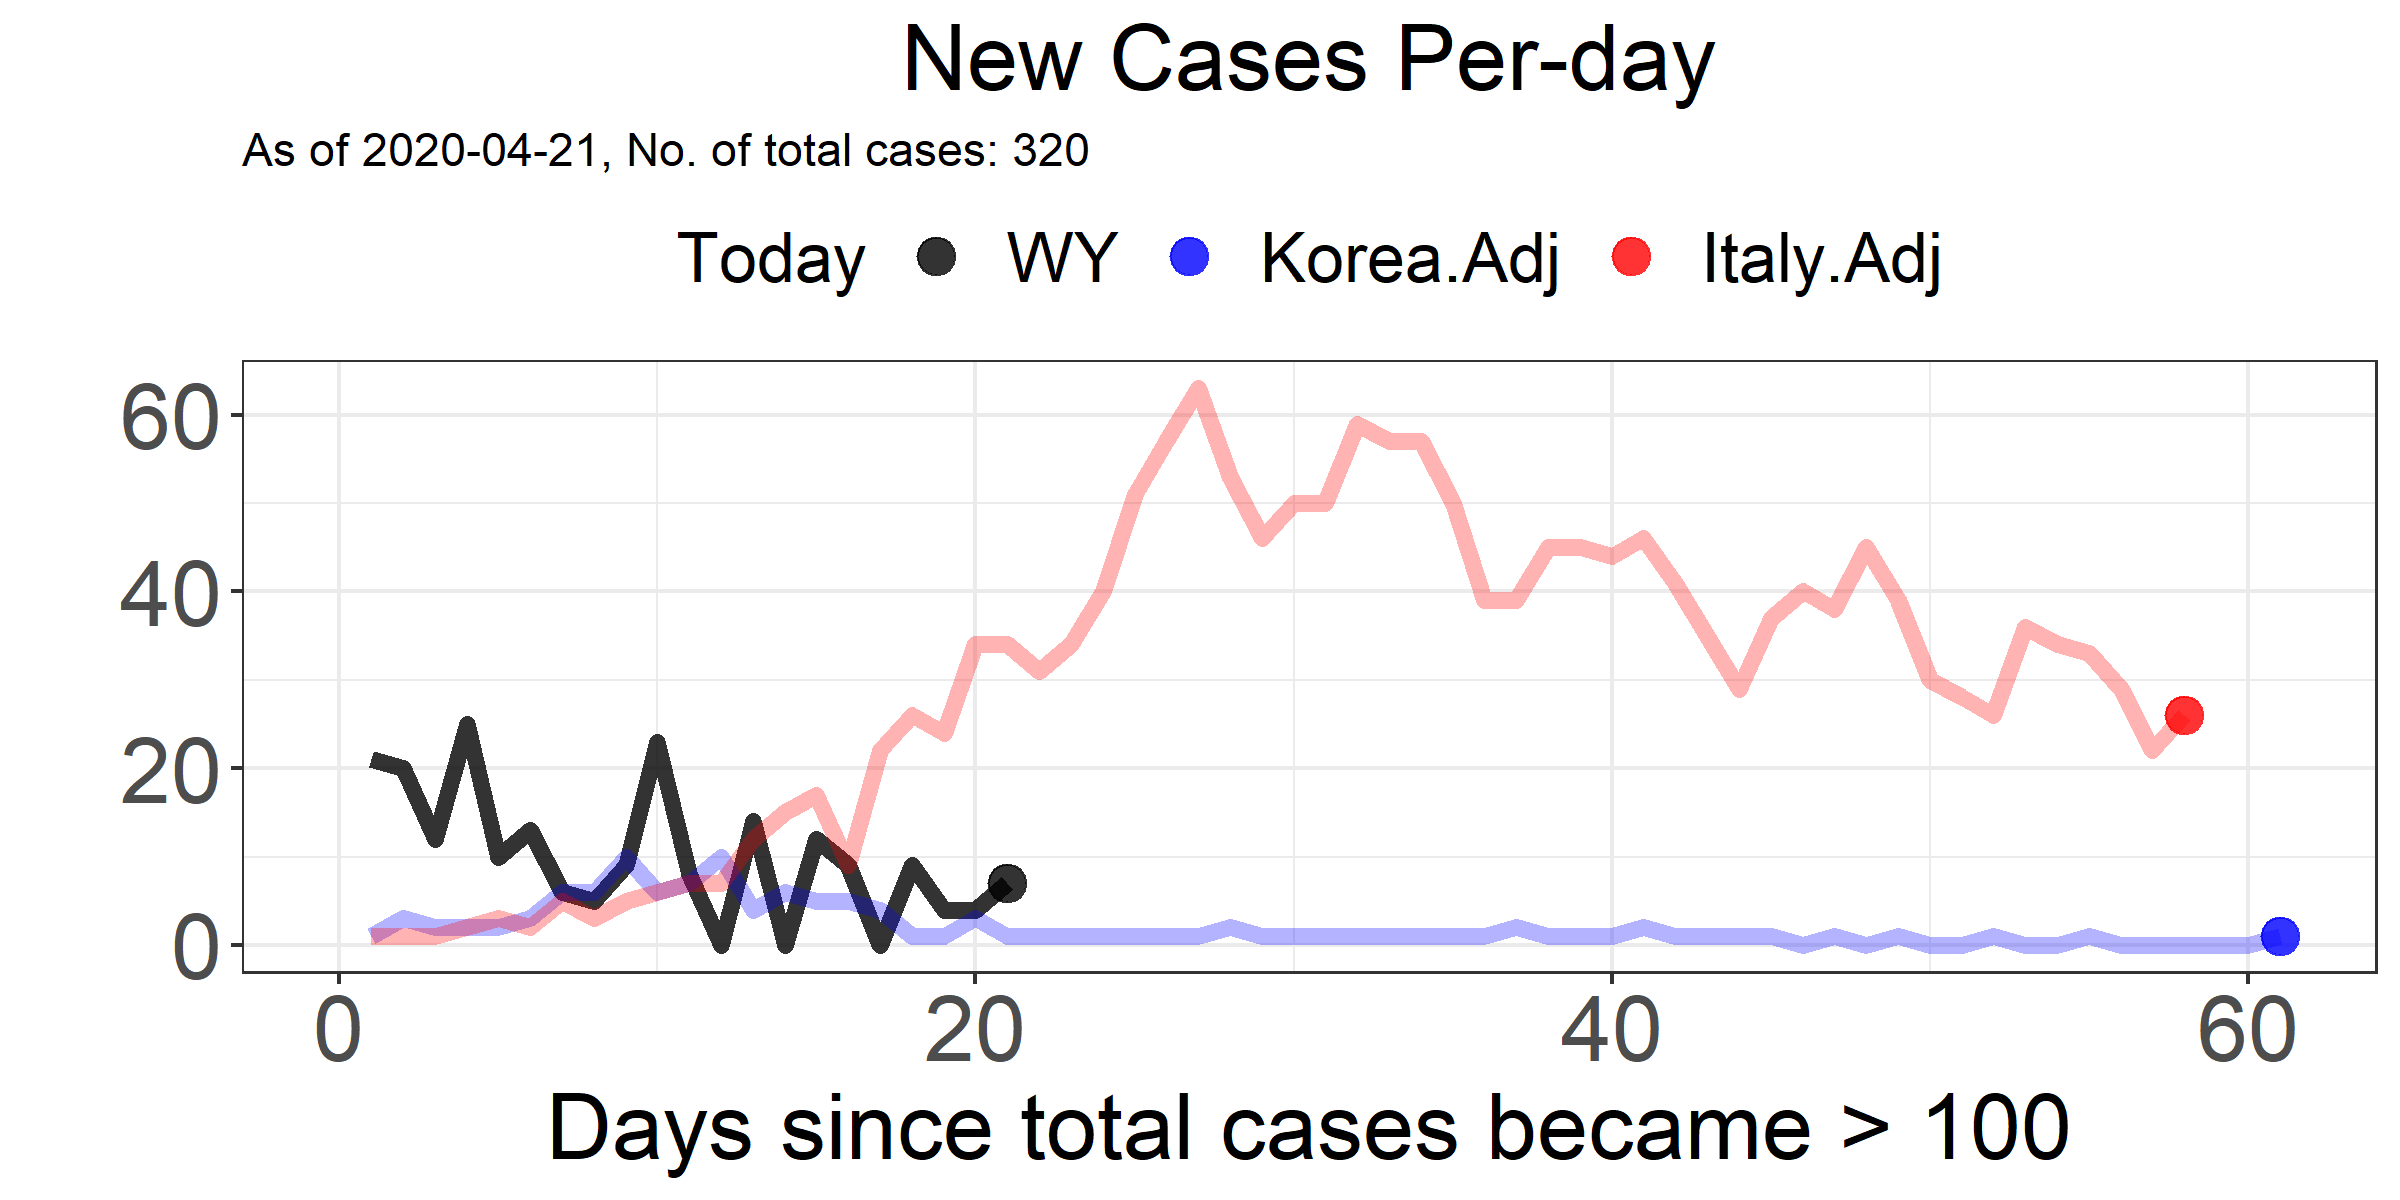 New Cases Per-day
As of 2020-04-21, No. of total cases: 320
Today WY Korea.Adj Italy.Adj
60
40
20
0
0 20 40 60
Days since total cases became > 100